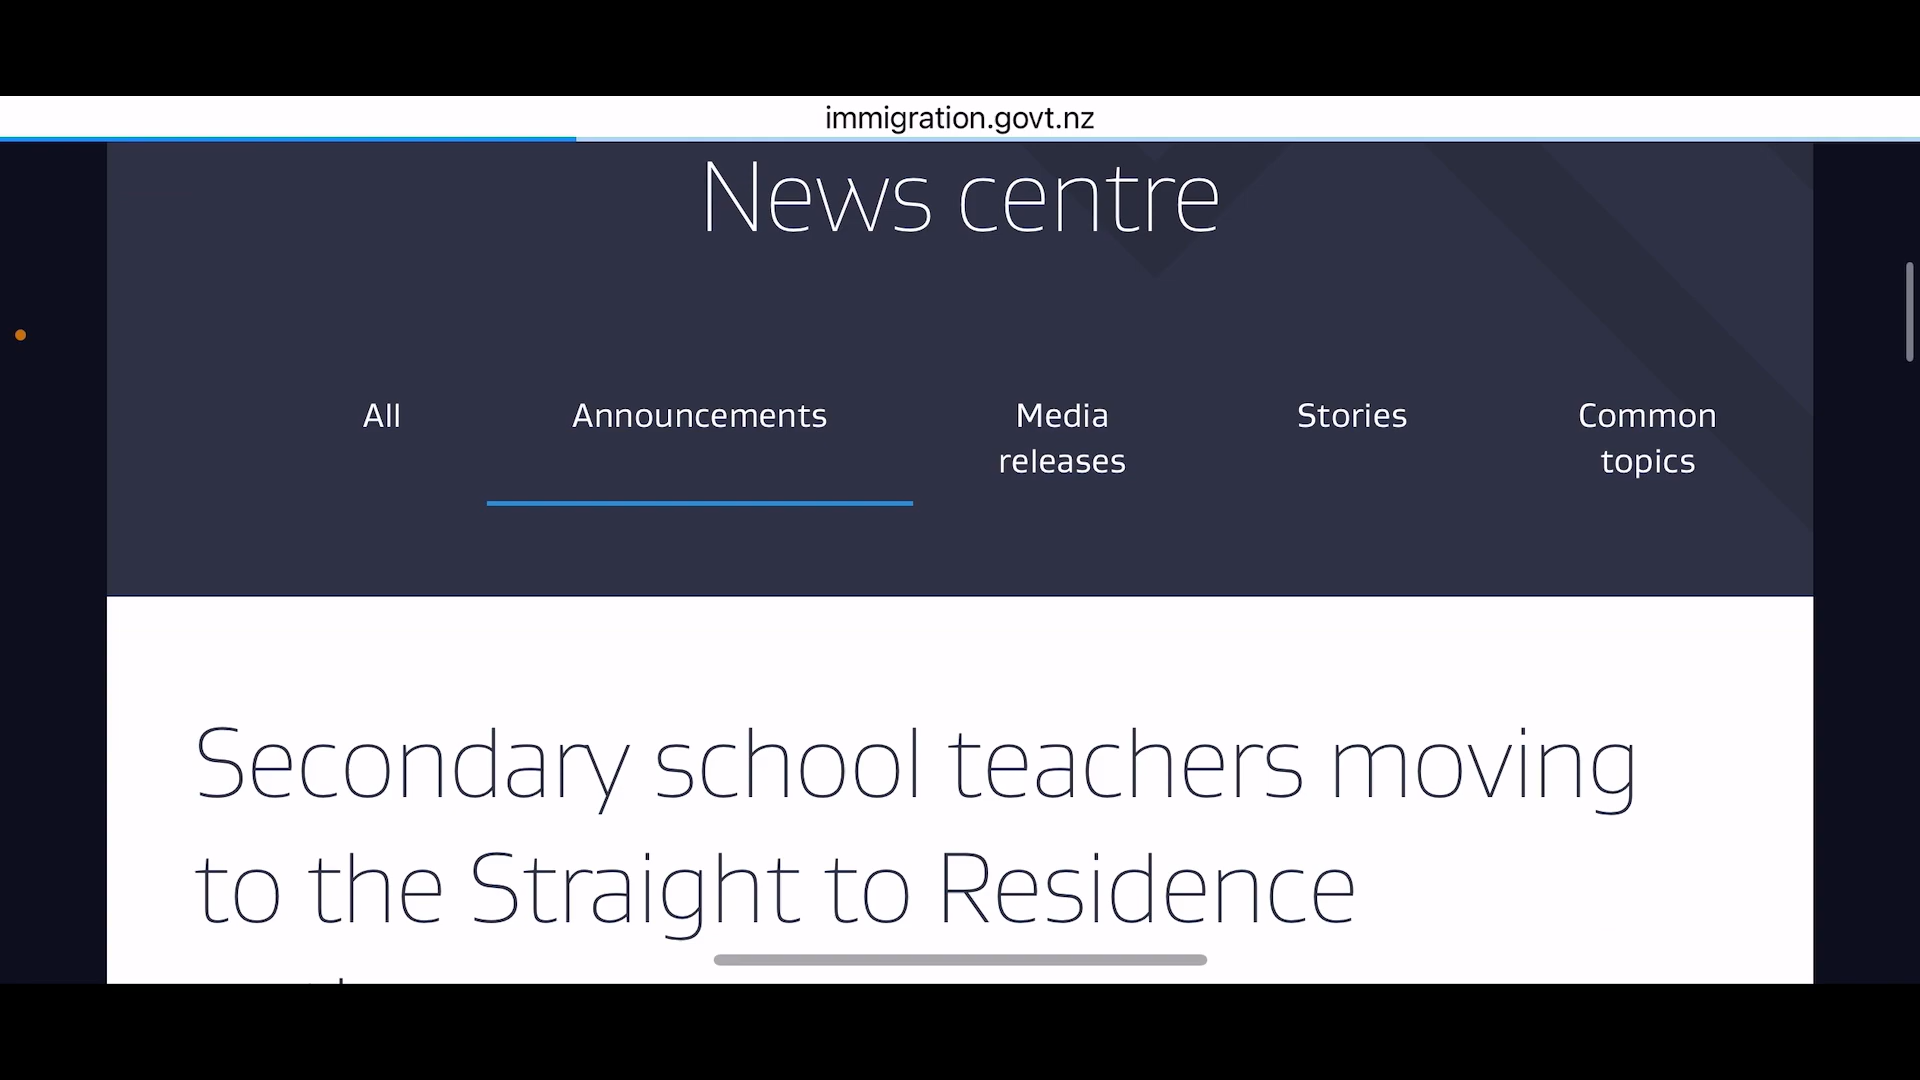 immigration.govt.nz
News centre
All
Announcements
Media
releases
Stories
Common
topics
Secondary school teachers moving
to the Straight to Residence